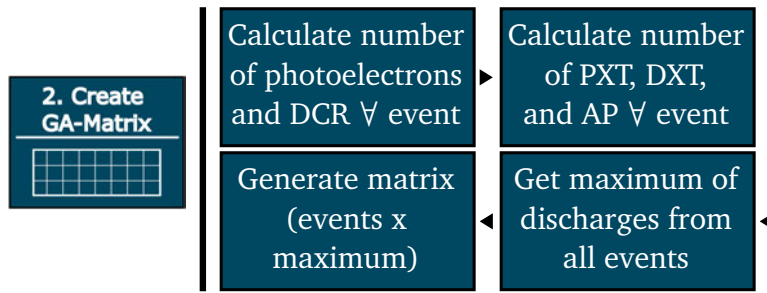 2. Create
GA-Matrix
Calculate number
of photoelectrons
and DCR ∀ event
Calculate number
of PXT, DXT,
and AP ∀ event
Generate matrix
(events x
maximum)
Get maximum of
discharges from
all events